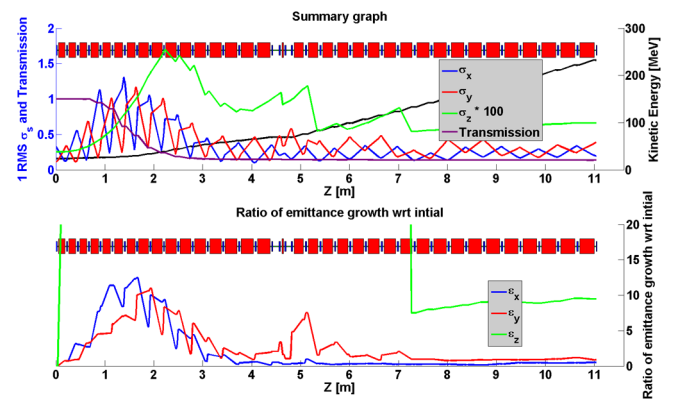 Summary graph
2
1.5
1
0.5
0
300
250
200
150
100
50
0
1 RMS σs and Transmission
Kinetic Energy [MeV]
σx
σy
σz * 100
Transmission
0 1 2 3 4 5 6 7 8 9 10 11
Z [m]
Ratio of emittance growth wrt intial
20
15
10
5
0
Ratio of emittance growth wrt intial
εx
εy
εz
0 1 2 3 4 5 6 7 8 9 10 11
Z [m]